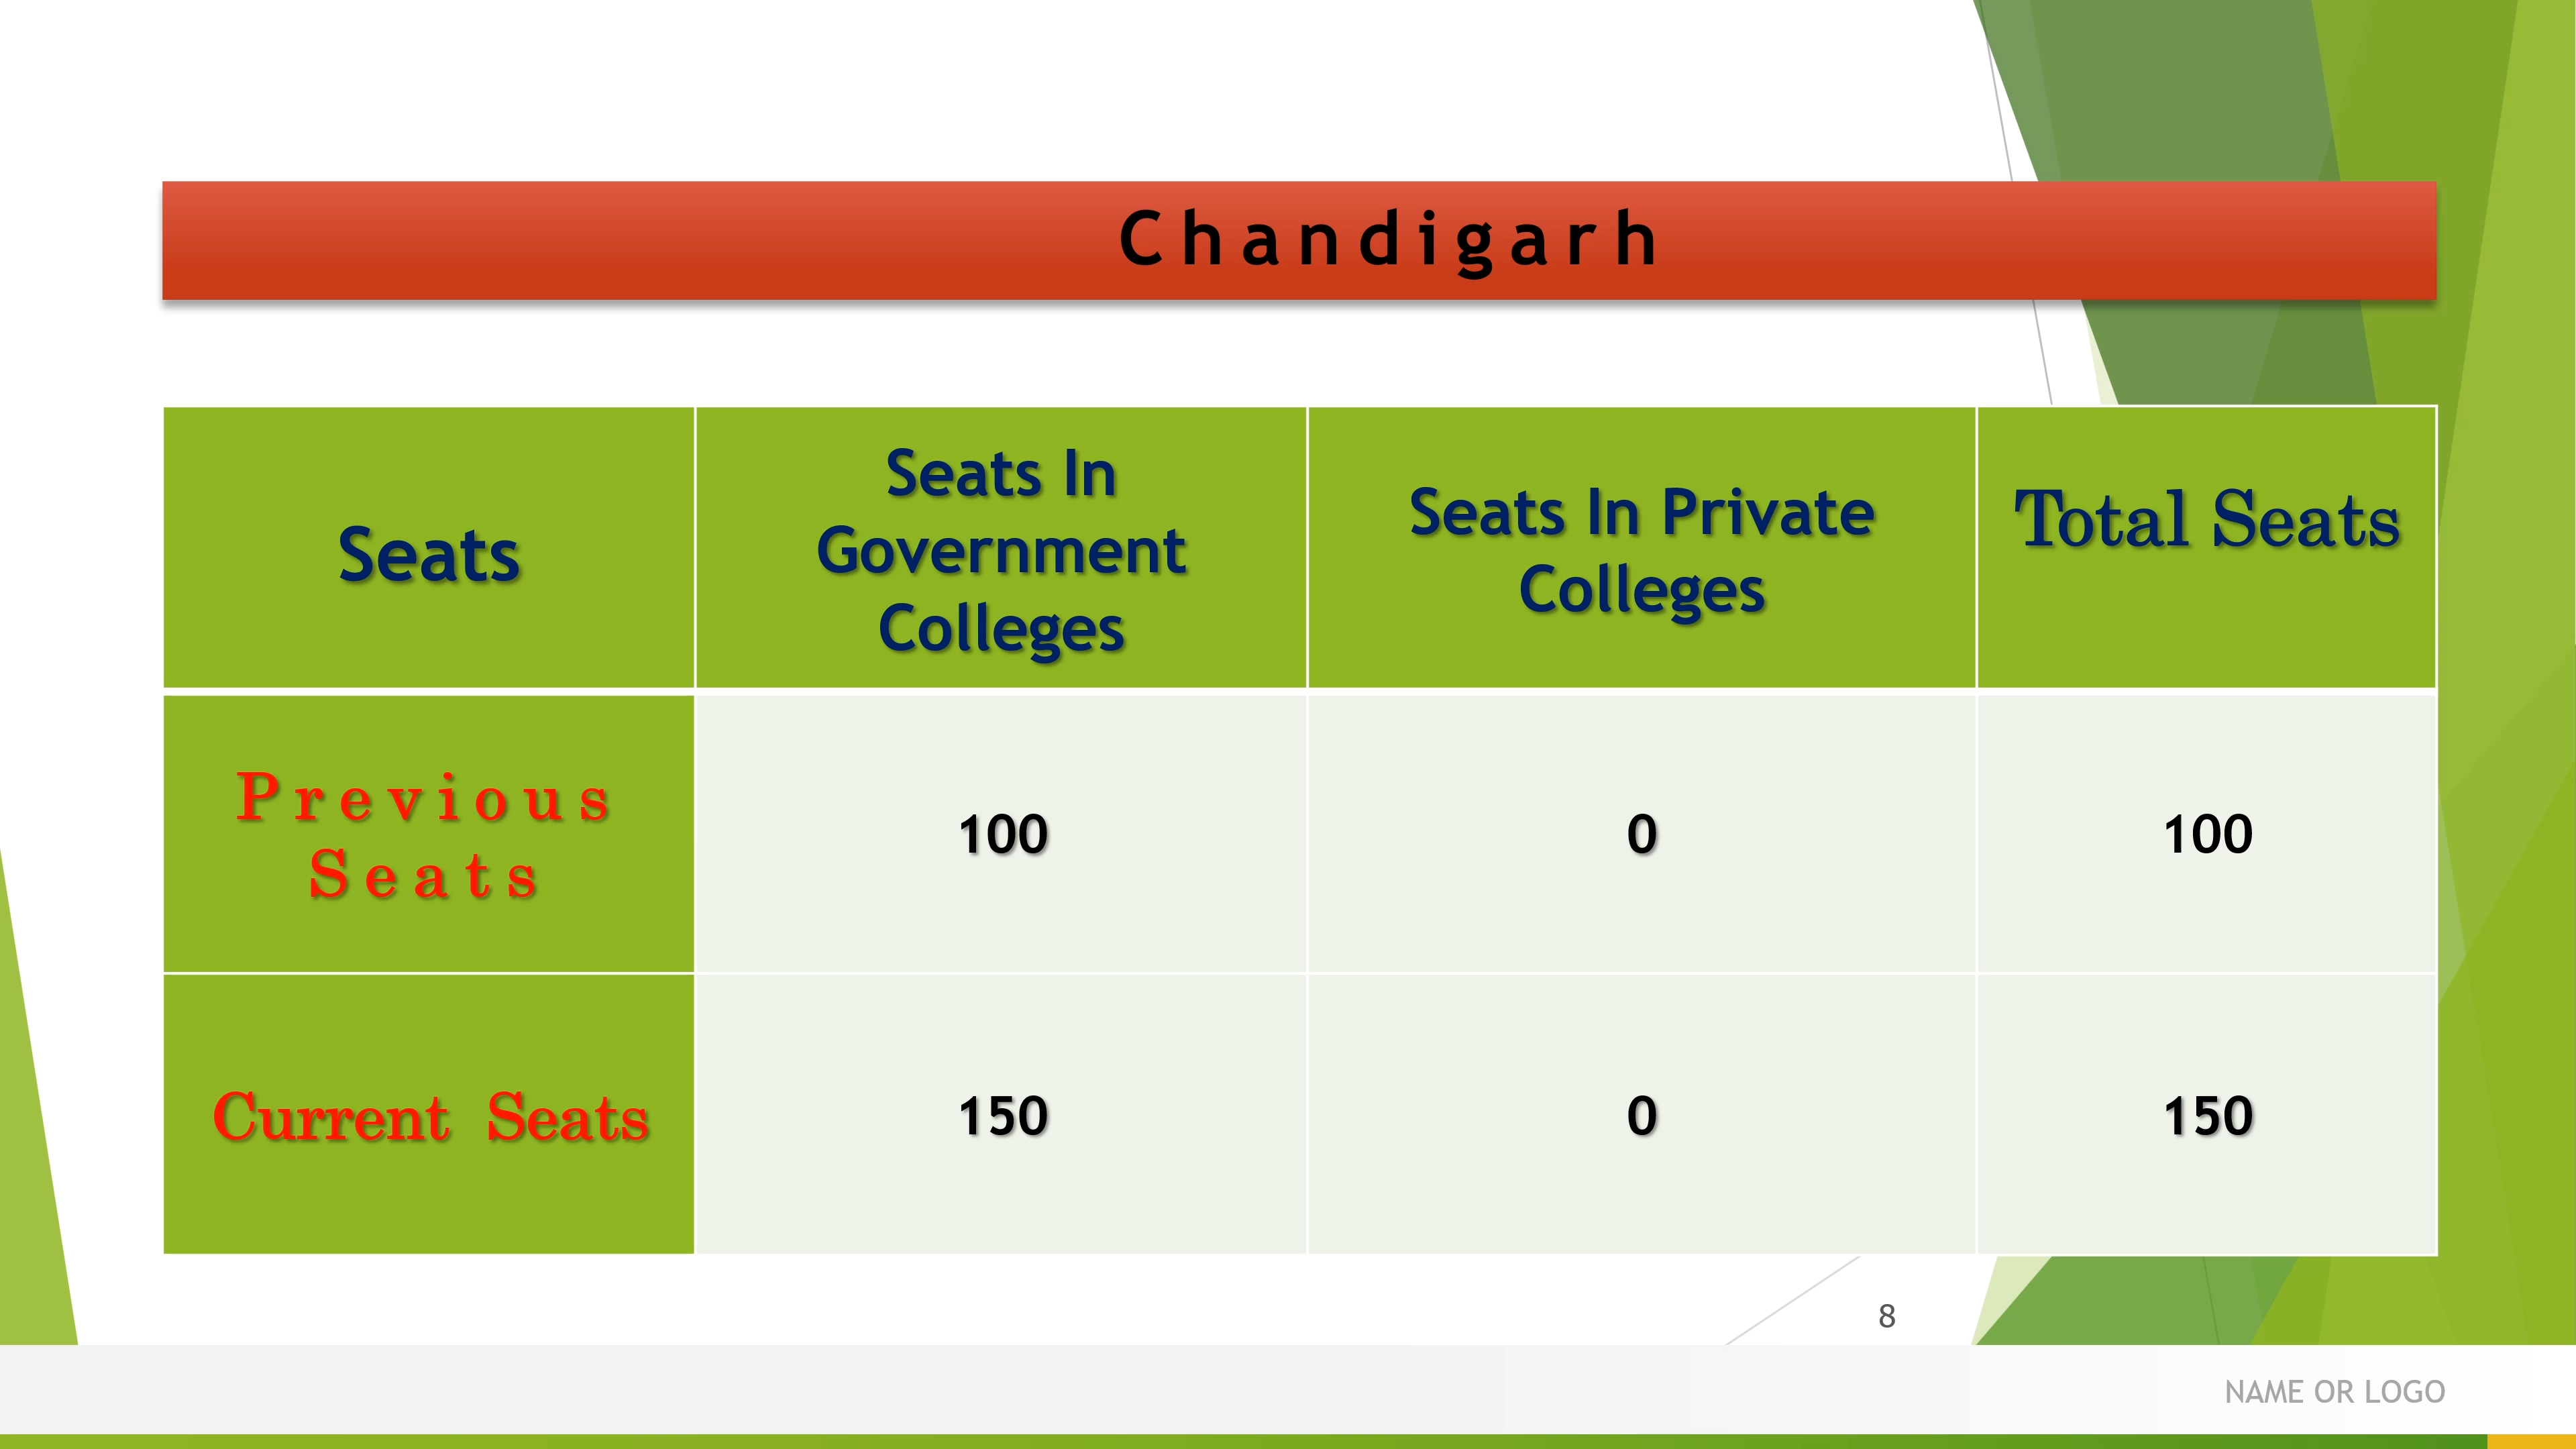 Chandigarh
Seats
Seats In
Government
Colleges
Seats In Private
Colleges
Total Seats
Previous
Seats
100
0
100
Current Seats
150
0
150
8
NAME OR LOGO